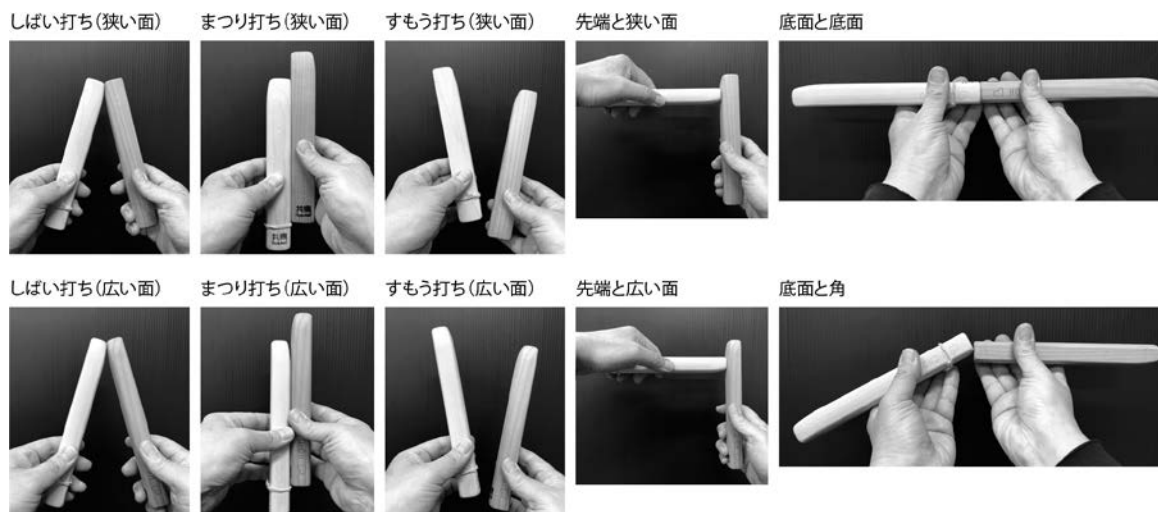 しばい打ち(狭い面)
まつり打ち(狭い面)
すもう打ち(狭い面)
先端と狭い面
底面と底面
しばい打ち(広い面)
まつり打ち(広い面)
すもう打ち(広い面)
先端と広い面
底面と角